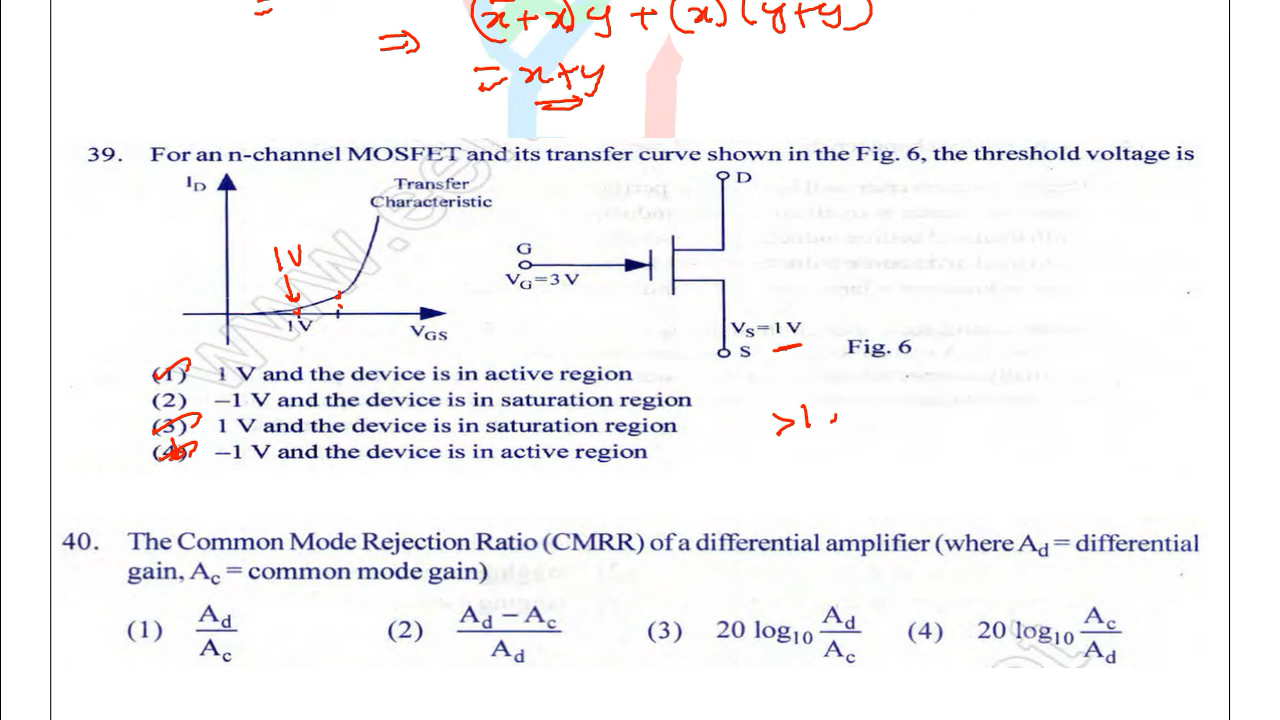 =
⇒ (x̄ + x) y + (x) (y + ȳ)
= x + y
39. For an n-channel MOSFET and its transfer curve shown in the Fig. 6, the threshold voltage is
I_D
Transfer
Characteristic
1V
1 V
V_GS
G
V_G=3 V
D
V_S=1 V
S
Fig. 6
(1) 1 V and the device is in active region
(2) −1 V and the device is in saturation region
(3) 1 V and the device is in saturation region
(4) −1 V and the device is in active region
>1 .
40. The Common Mode Rejection Ratio (CMRR) of a differential amplifier (where A_d = differential
gain, A_c = common mode gain)
(1) A_d / A_c (2) (A_d − A_c) / A_d (3) 20 log₁₀ A_d / A_c (4) 20 log₁₀ A_c / A_d